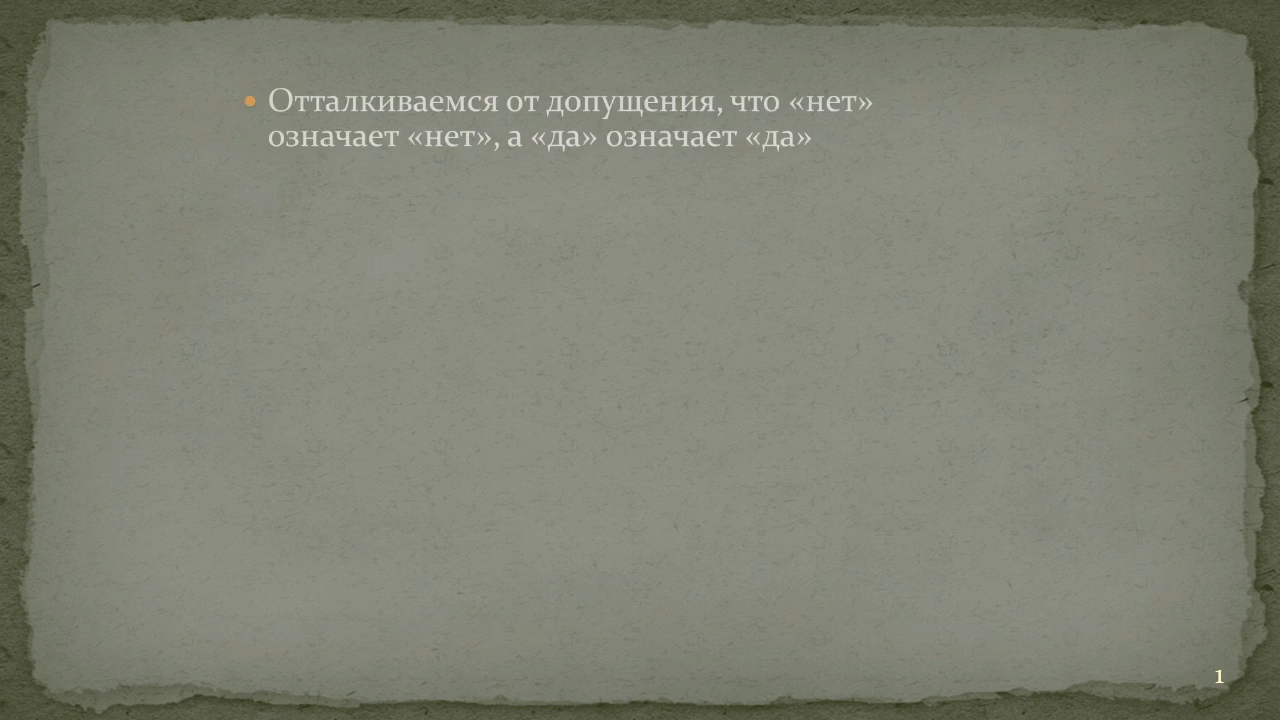 • Отталкиваемся от допущения, что «нет»
означает «нет», а «да» означает «да»
1